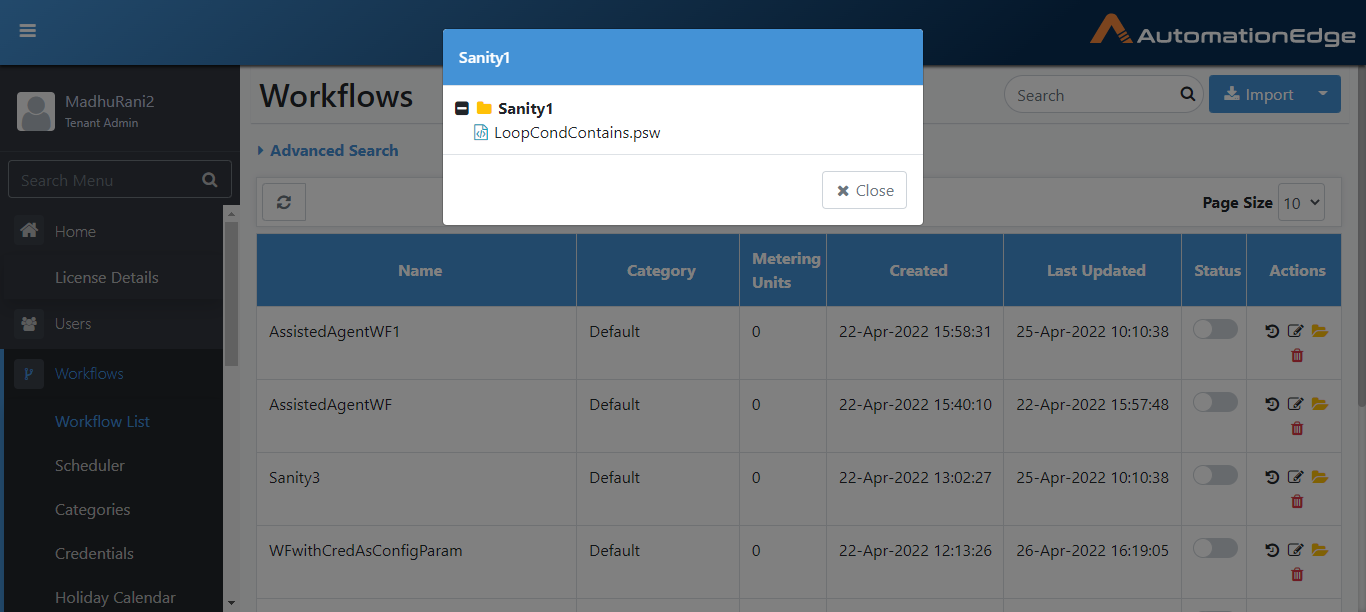 AutomationEdge
MadhuRani2
Tenant Admin
Search Menu
Home
License Details
Users
Workflows
Workflow List
Scheduler
Categories
Credentials
Holiday Calendar
Sanity1
Sanity1
LoopCondContains.psw
Close
Workflows
Search
Import
Advanced Search
Page Size 10
Name Category Metering Units Created Last Updated Status Actions
AssistedAgentWF1 Default 0 22-Apr-2022 15:58:31 25-Apr-2022 10:10:38
AssistedAgentWF Default 0 22-Apr-2022 15:40:10 22-Apr-2022 15:57:48
Sanity3 Default 0 22-Apr-2022 13:02:27 25-Apr-2022 10:10:38
WFwithCredAsConfigParam Default 0 22-Apr-2022 12:13:26 26-Apr-2022 16:19:05